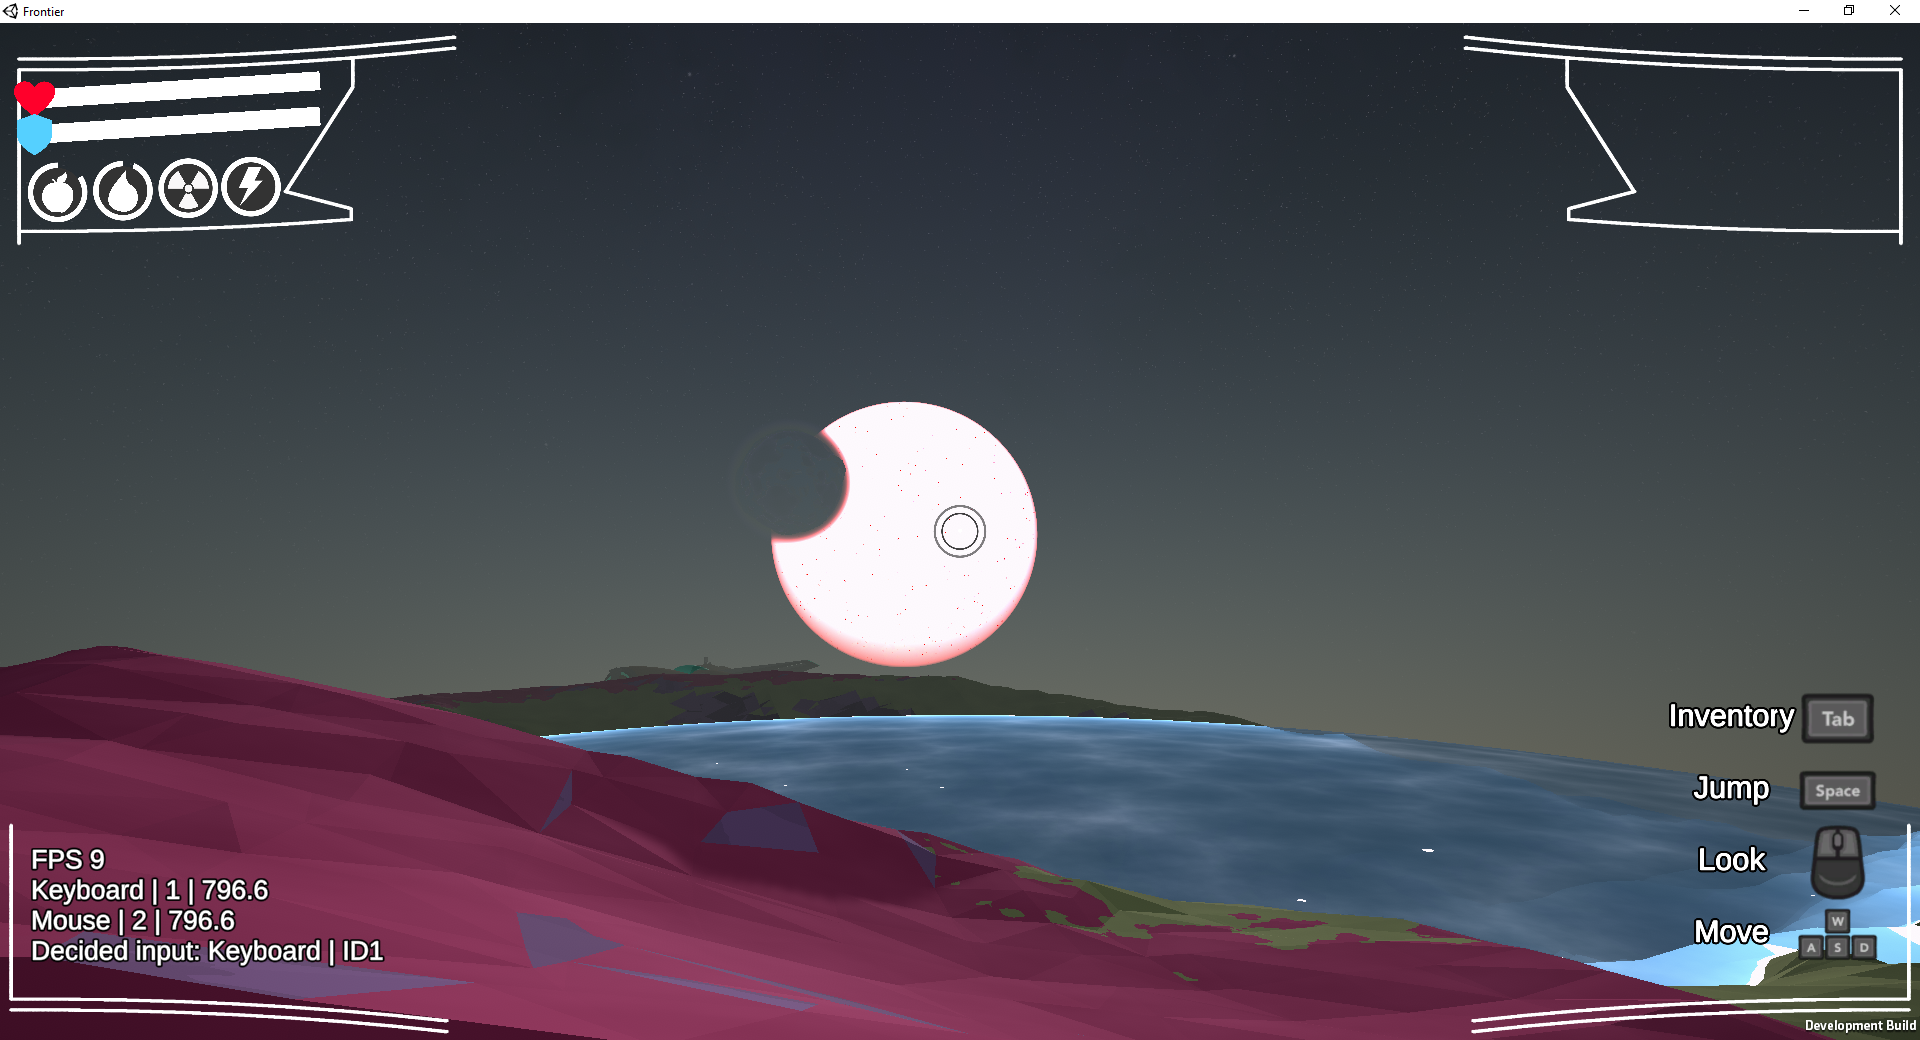 Frontier
Inventory Tab
Jump Space
Look
Move W
A S D
FPS 9
Keyboard | 1 | 796.6
Mouse | 2 | 796.6
Decided input: Keyboard | ID1
Development Build